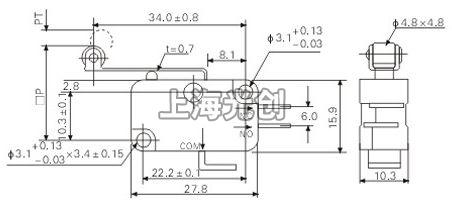 PT
34.0±0.8
ϕ4.8×4.8
t=0.7
8.1
ϕ3.1 +0.13
-0.03
2.8
□P
10.3±0.1
上海光创
COM
NO
6.0
15.9
ϕ3.1 +0.13
-0.03 ×3.4±0.15
22.2±0.1
27.8
10.3